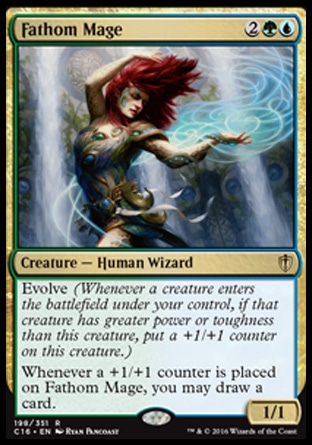 Fathom Mage 2
Creature — Human Wizard
Evolve (Whenever a creature enters
the battlefield under your control, if that
creature has greater power or toughness
than this creature, put a +1/+1 counter
on this creature.)
Whenever a +1/+1 counter is placed
on Fathom Mage, you may draw a
card.
1/1
198/351 R
C16 • EN RYAN PANCOAST
™ & © 2016 Wizards of the Coast